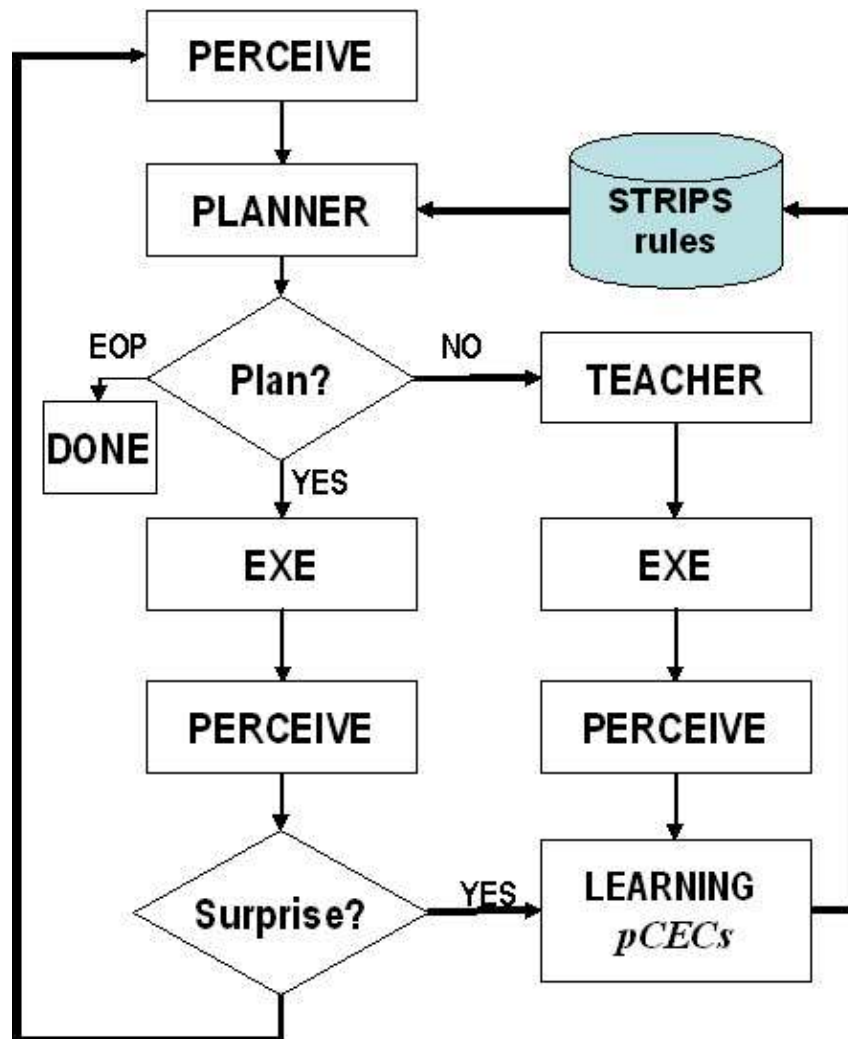 PERCEIVE
PLANNER
STRIPS
rules
EOP
Plan?
NO
TEACHER
DONE
YES
EXE
EXE
PERCEIVE
PERCEIVE
Surprise?
YES
LEARNING
pCECs